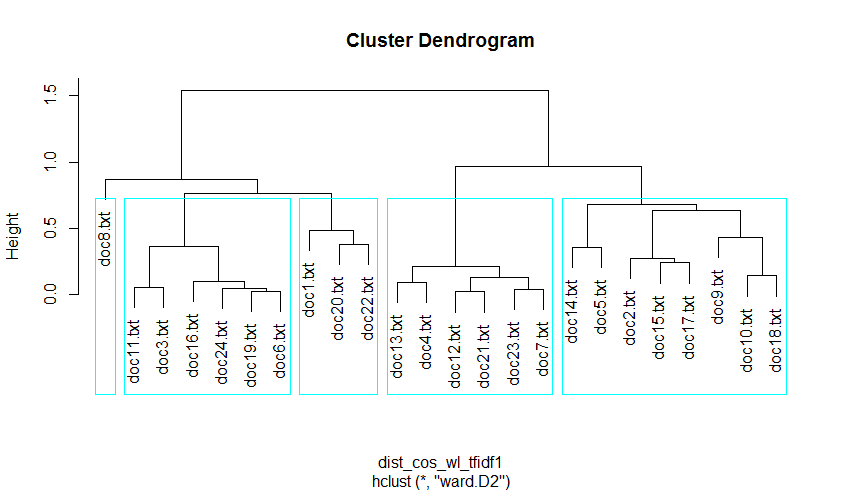 Cluster Dendrogram
Height
1.5
1.0
0.5
0.0
doc8.txt
doc11.txt
doc3.txt
doc16.txt
doc24.txt
doc19.txt
doc6.txt
doc1.txt
doc20.txt
doc22.txt
doc13.txt
doc4.txt
doc12.txt
doc21.txt
doc23.txt
doc7.txt
doc14.txt
doc5.txt
doc2.txt
doc15.txt
doc17.txt
doc9.txt
doc10.txt
doc18.txt
dist_cos_wl_tfidf1
hclust (*, "ward.D2")